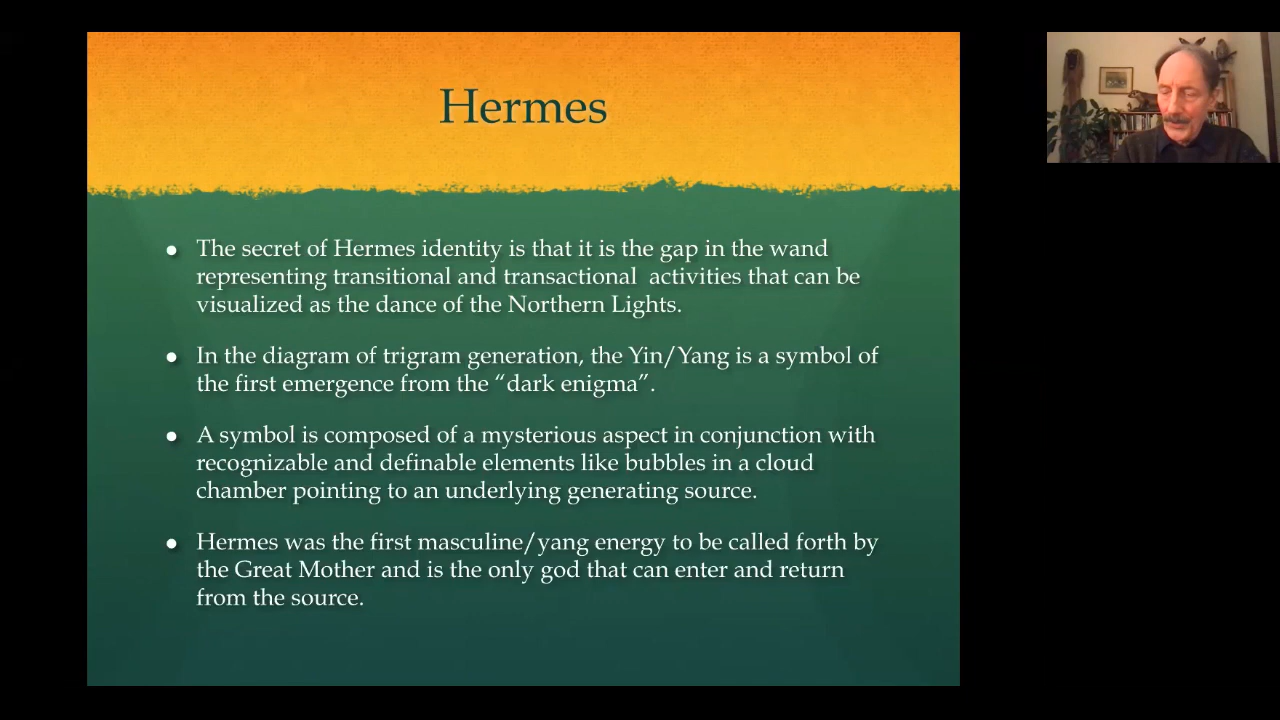 Hermes
● The secret of Hermes identity is that it is the gap in the wand
representing transitional and transactional  activities that can be
visualized as the dance of the Northern Lights.
● In the diagram of trigram generation, the Yin/Yang is a symbol of
the first emergence from the “dark enigma”.
● A symbol is composed of a mysterious aspect in conjunction with
recognizable and definable elements like bubbles in a cloud
chamber pointing to an underlying generating source.
● Hermes was the first masculine/yang energy to be called forth by
the Great Mother and is the only god that can enter and return
from the source.